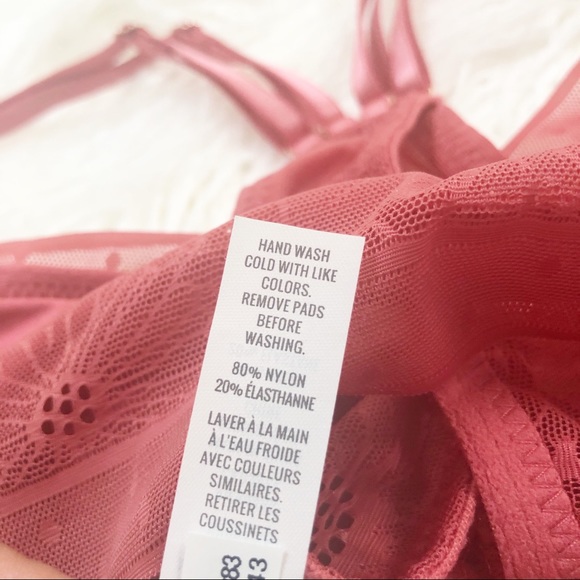 HAND WASH
COLD WITH LIKE
COLORS.
REMOVE PADS
BEFORE
WASHING.
80% NYLON
20% ÉLASTHANNE
LAVER À LA MAIN
À L'EAU FROIDE
AVEC COULEURS
SIMILAIRES.
RETIRER LES
COUSSINETS